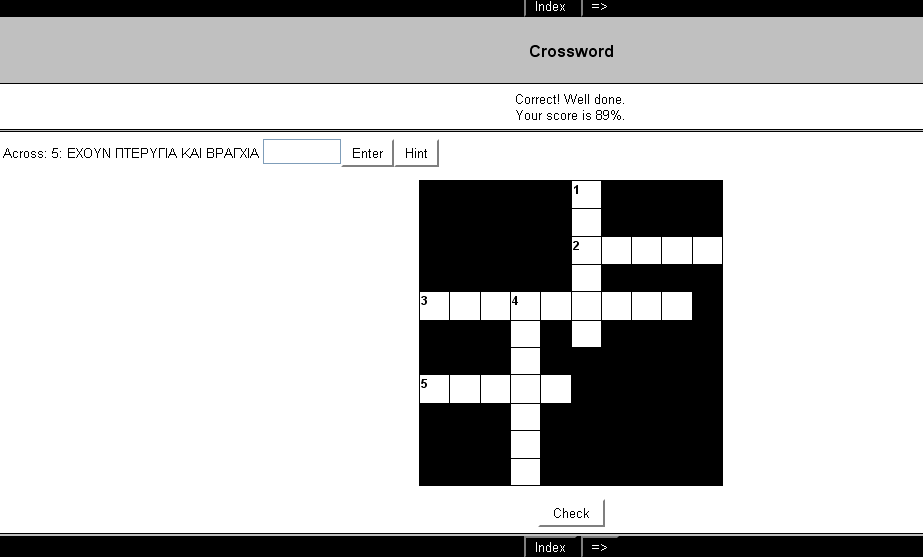 Index =>
Crossword
Correct! Well done.
Your score is 89%.
Across: 5: ΕΧΟΥΝ ΠΤΕΡΥΓΙΑ ΚΑΙ ΒΡΑΓΧΙΑ Enter Hint
1
2
3 4
5
Check
Index =>